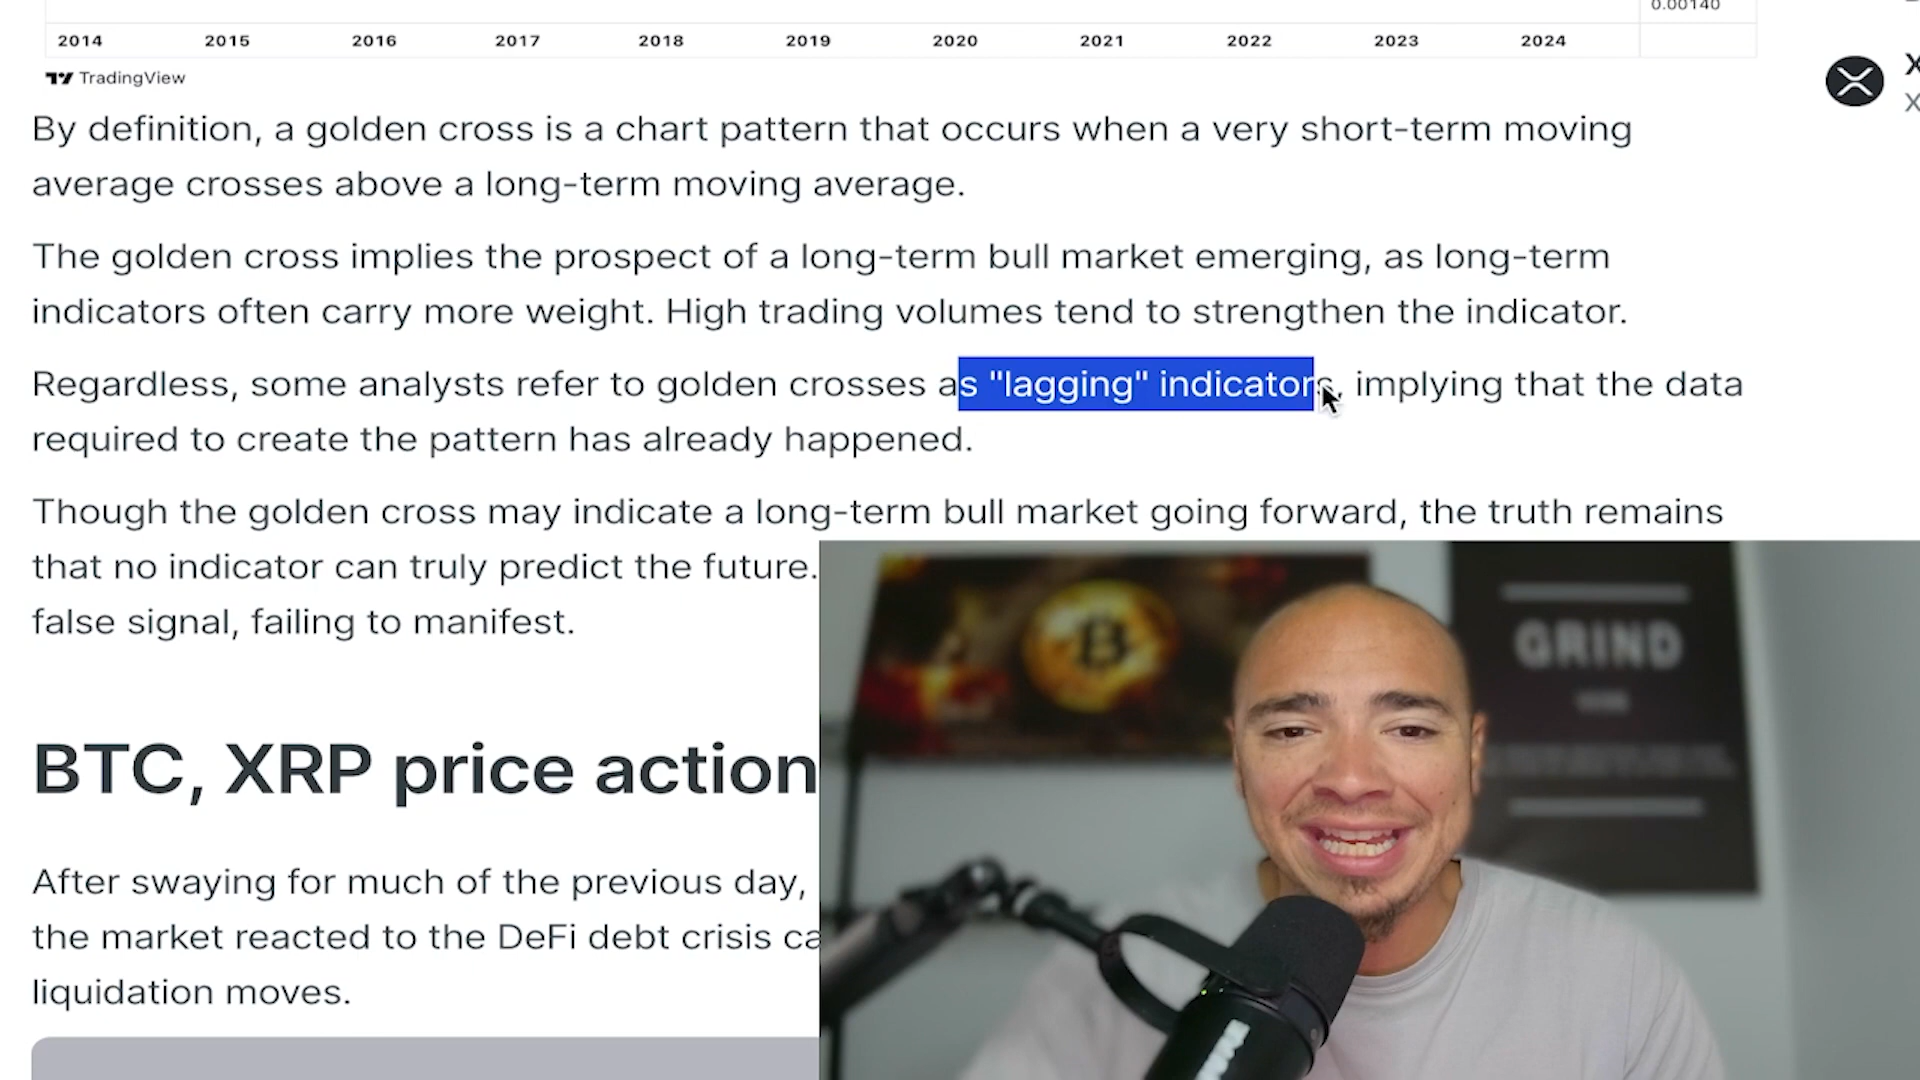 0.00140
2014 2015 2016 2017 2018 2019 2020 2021 2022 2023 2024
TradingView
X
X
By definition, a golden cross is a chart pattern that occurs when a very short-term moving
average crosses above a long-term moving average.
The golden cross implies the prospect of a long-term bull market emerging, as long-term
indicators often carry more weight. High trading volumes tend to strengthen the indicator.
Regardless, some analysts refer to golden crosses as "lagging" indicators, implying that the data
required to create the pattern has already happened.
Though the golden cross may indicate a long-term bull market going forward, the truth remains
that no indicator can truly predict the future.
false signal, failing to manifest.
GRIND
BTC, XRP price action
After swaying for much of the previous day,
the market reacted to the DeFi debt crisis ca
liquidation moves.